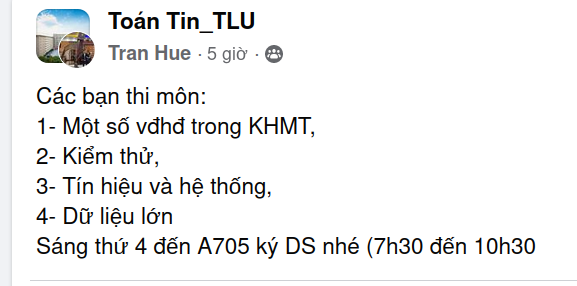 Toán Tin_TLU
Tran Hue · 5 giờ ·
Các bạn thi môn:
1- Một số vđhđ trong KHMT,
2- Kiểm thử,
3- Tín hiệu và hệ thống,
4- Dữ liệu lớn
Sáng thứ 4 đến A705 ký DS nhé (7h30 đến 10h30